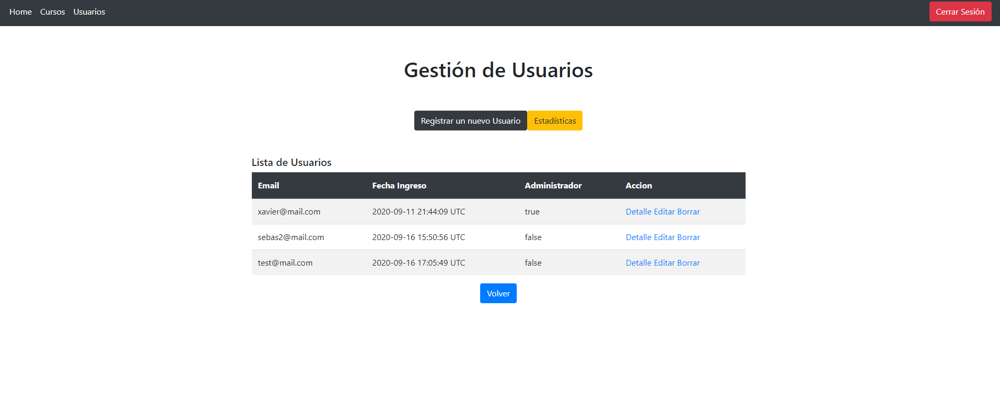 Home Cursos Usuarios Cerrar Sesión
Gestión de Usuarios
Registrar un nuevo Usuario Estadísticas
Lista de Usuarios
Email Fecha Ingreso Administrador Accion
xavier@mail.com 2020-09-11 21:44:09 UTC true Detalle Editar Borrar
sebas2@mail.com 2020-09-16 15:50:56 UTC false Detalle Editar Borrar
test@mail.com 2020-09-16 17:05:49 UTC false Detalle Editar Borrar
Volver